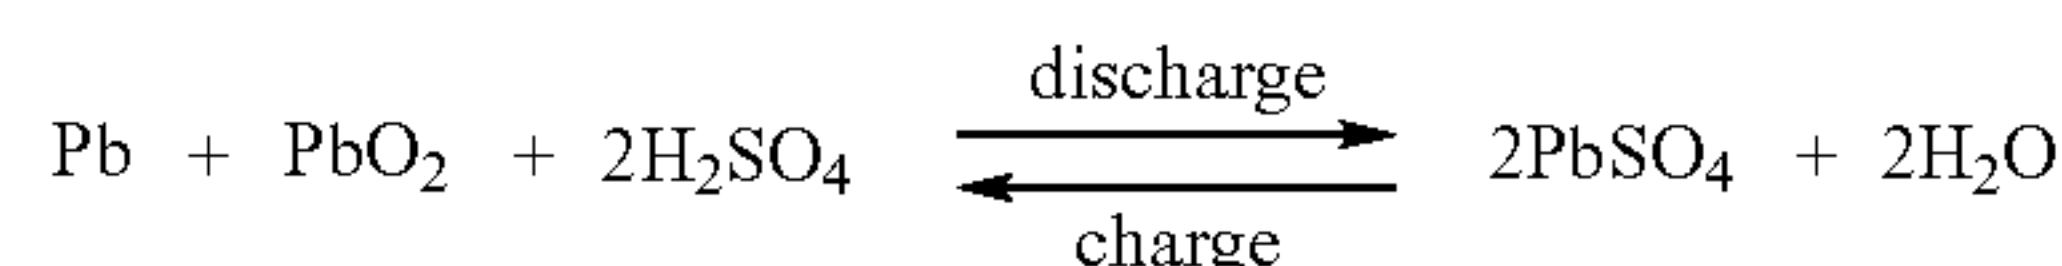 discharge
Pb + PbO₂ + 2H₂SO₄ ⇄ 2PbSO₄ + 2H₂O
charge